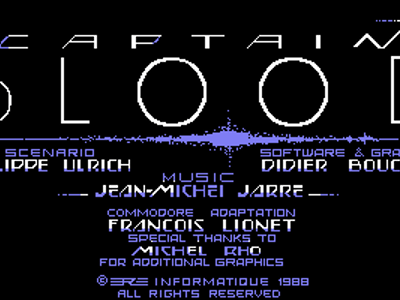 CAPTAIN
BLOOD
SCENARIO
SOFTWARE & GRA
LIPPE ULRICH
DIDIER BOUC
MUSIC
JEAN-MICHEL JARRE
COMMODORE ADAPTATION
FRANCOIS LIONET
SPECIAL THANKS TO
MICHEL RHO
FOR ADDITIONAL GRAPHICS
© ERE INFORMATIQUE 1988
ALL RIGHTS RESERVED